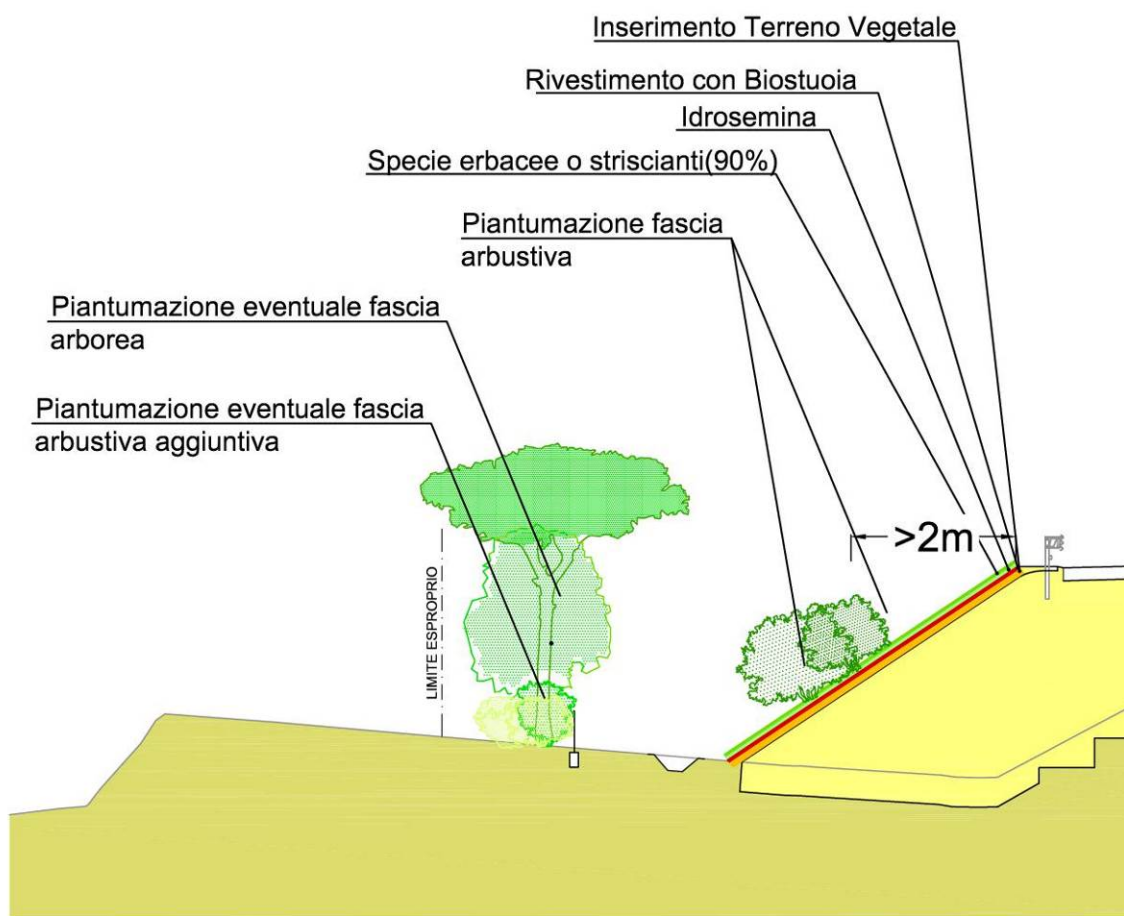 Inserimento Terreno Vegetale
Rivestimento con Biostuoia
Idrosemina
Specie erbacee o striscianti(90%)
Piantumazione fascia
arbustiva
Piantumazione eventuale fascia
arborea
Piantumazione eventuale fascia
arbustiva aggiuntiva
>2m
LIMITE ESPROPRIO